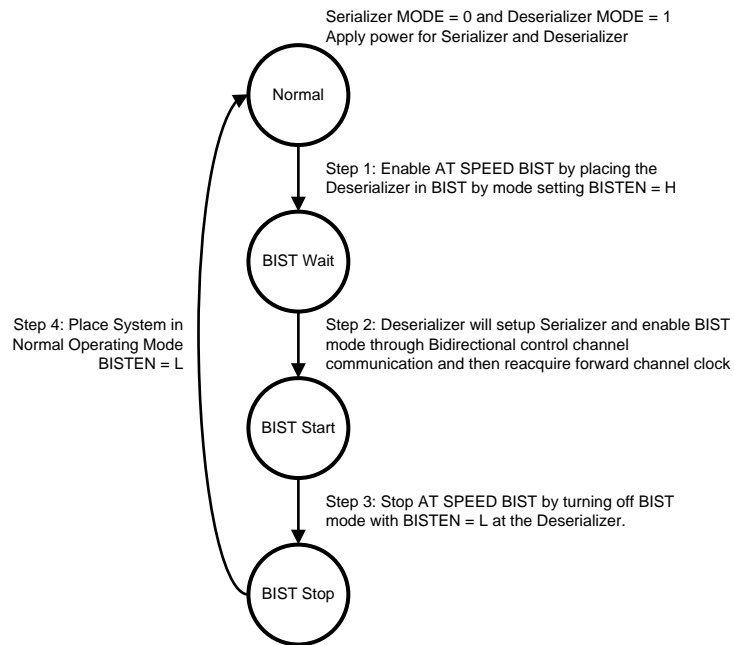 Serializer MODE = 0 and Deserializer MODE = 1
Apply power for Serializer and Deserializer
Normal
Step 1: Enable AT SPEED BIST by placing the
Deserializer in BIST by mode setting BISTEN = H
BIST Wait
Step 2: Deserializer will setup Serializer and enable BIST
mode through Bidirectional control channel
communication and then reacquire forward channel clock
Step 4: Place System in
Normal Operating Mode
BISTEN = L
BIST Start
Step 3: Stop AT SPEED BIST by turning off BIST
mode with BISTEN = L at the Deserializer.
BIST Stop